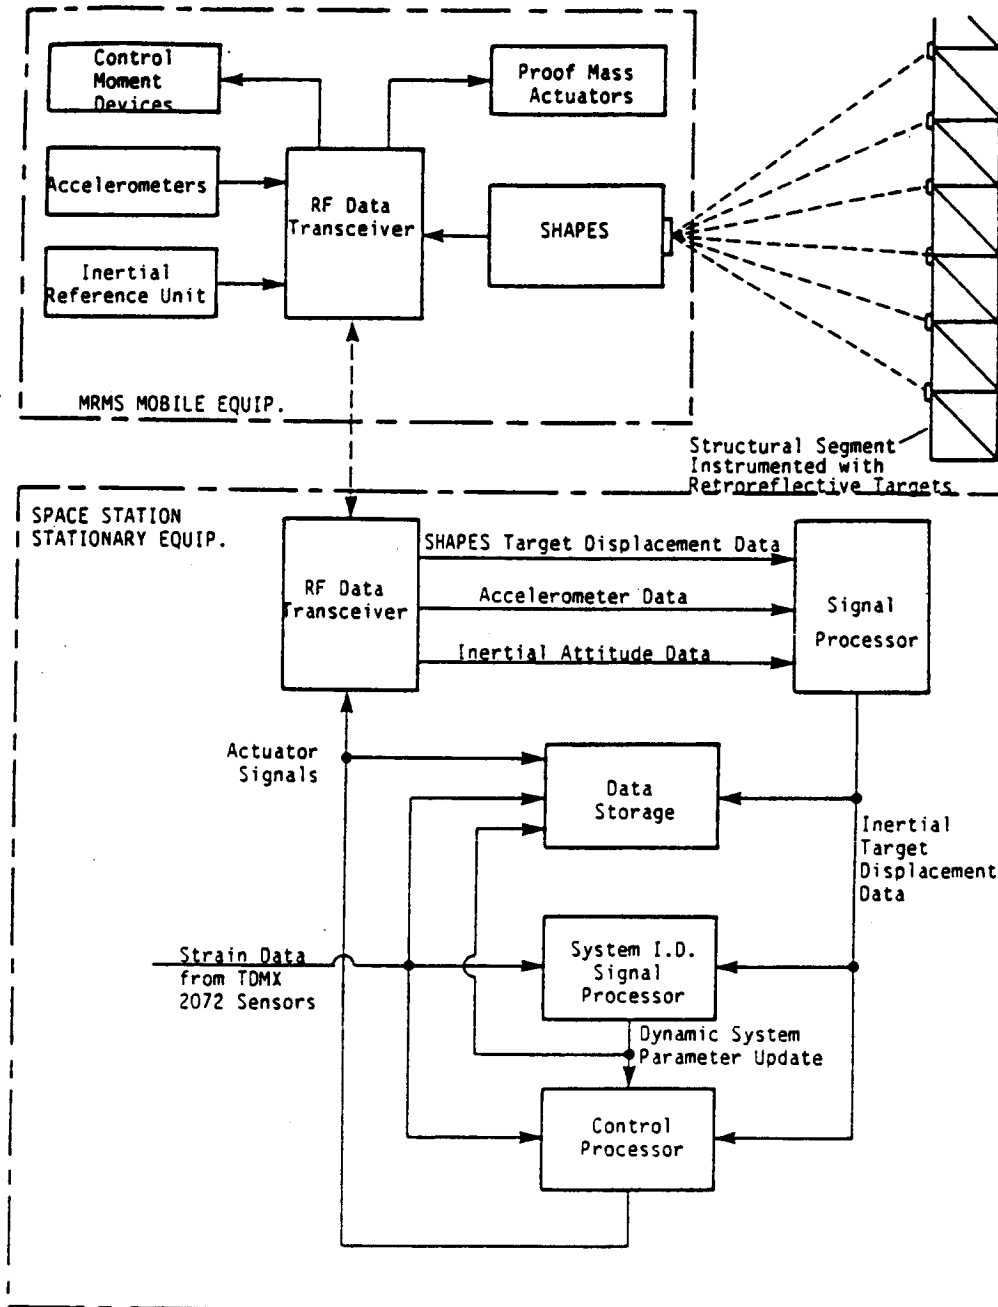 Control
Moment
Devices
Proof Mass
Actuators
Accelerometers
RF Data
Transceiver
SHAPES
Inertial
Reference Unit
MRMS MOBILE EQUIP.
Structural Segment
Instrumented with
Retroreflective Targets
SPACE STATION
STATIONARY EQUIP.
RF Data
Transceiver
SHAPES Target Displacement Data
Accelerometer Data
Inertial Attitude Data
Signal
Processor
Actuator
Signals
Data
Storage
Inertial
Target
Displacement
Data
Strain Data
from TDMX
2072 Sensors
System I.D.
Signal
Processor
Dynamic System
Parameter Update
Control
Processor